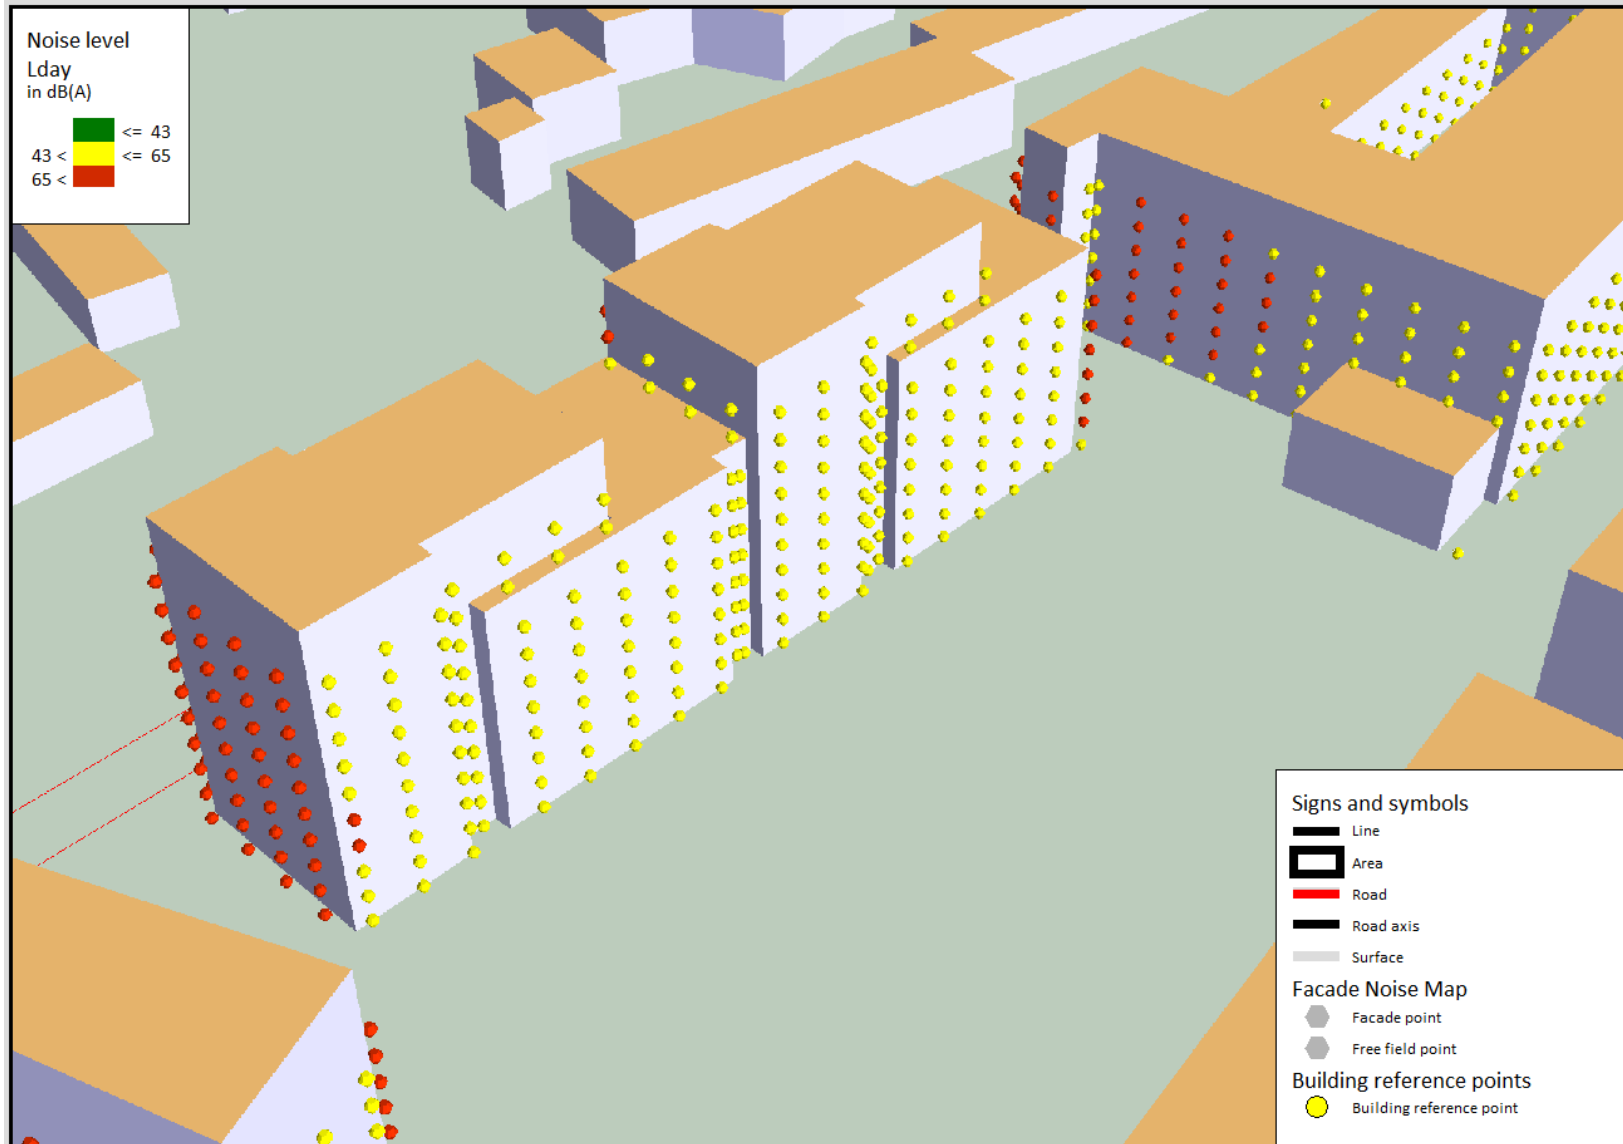 Noise level
Lday
in dB(A)
<= 43
43 < <= 65
65 <
Signs and symbols
Line
Area
Road
Road axis
Surface
Facade Noise Map
Facade point
Free field point
Building reference points
Building reference point